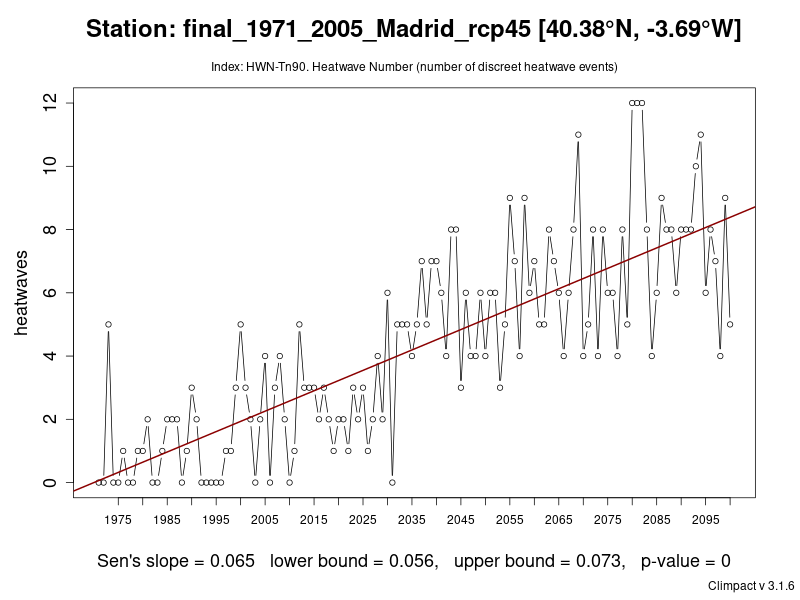 Station: final_1971_2005_Madrid_rcp45 [40.38°N, -3.69°W]
Index: HWN-Tn90. Heatwave Number (number of discreet heatwave events)
heatwaves
12
10
8
6
4
2
0
1975 1985 1995 2005 2015 2025 2035 2045 2055 2065 2075 2085 2095
Sen's slope = 0.065 lower bound = 0.056, upper bound = 0.073, p-value = 0
Climpact v 3.1.6